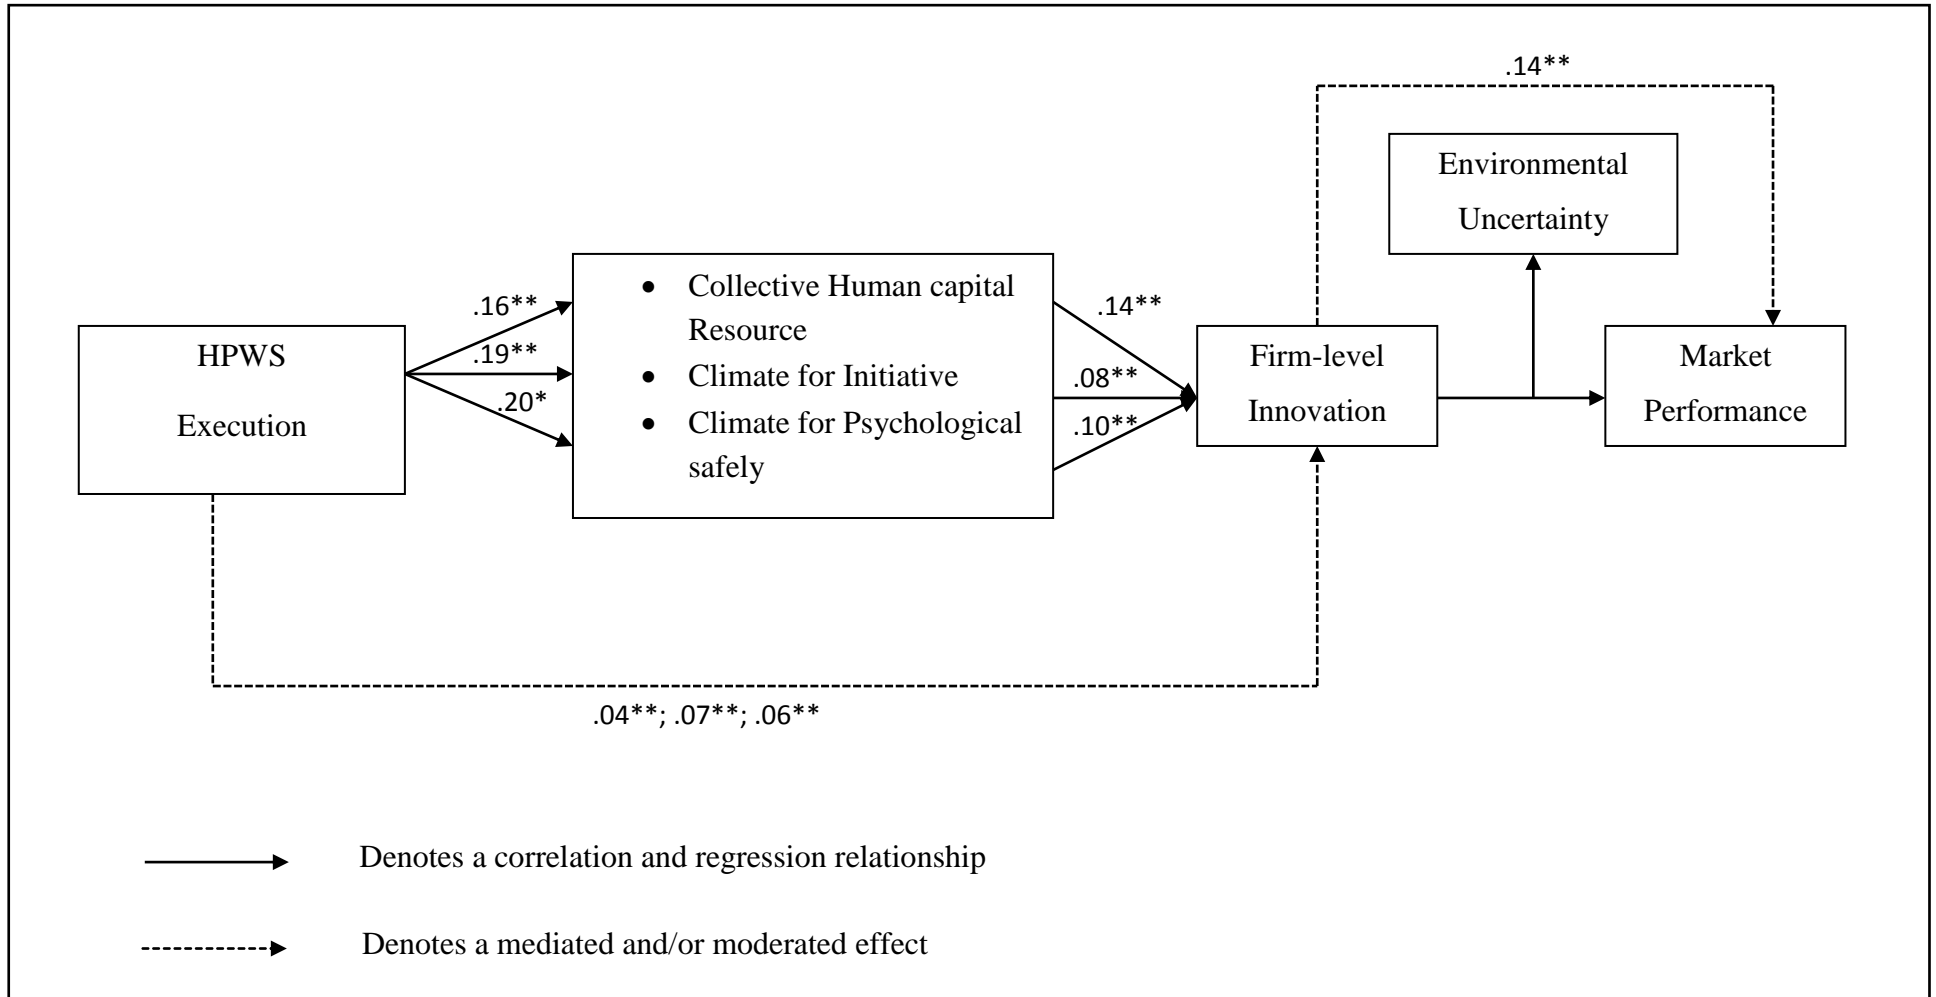 .14**
Environmental
Uncertainty
HPWS
Execution
.16**
.19**
.20*
• Collective Human capital
Resource
• Climate for Initiative
• Climate for Psychological
safely
.14**
.08**
.10**
Firm-level
Innovation
Market
Performance
.04**; .07**; .06**
Denotes a correlation and regression relationship
Denotes a mediated and/or moderated effect